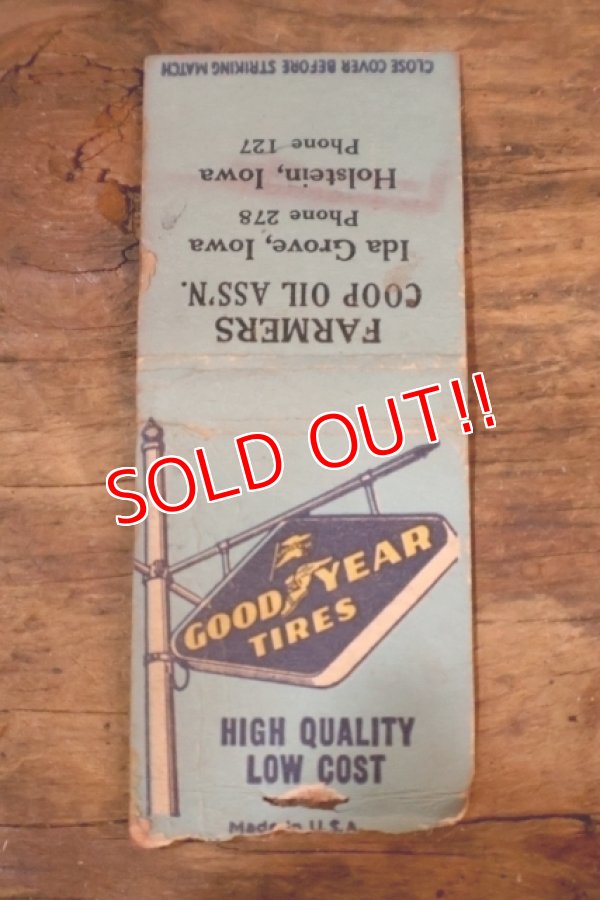 CLOSE COVER BEFORE STRIKING MATCH
FARMERS
COOP OIL ASS'N.
Ida Grove, Iowa
Phone 278
Holstein, Iowa
Phone 127
SOLD OUT!!
GOOD YEAR
TIRES
HIGH QUALITY
LOW COST
Made in U.S.A.